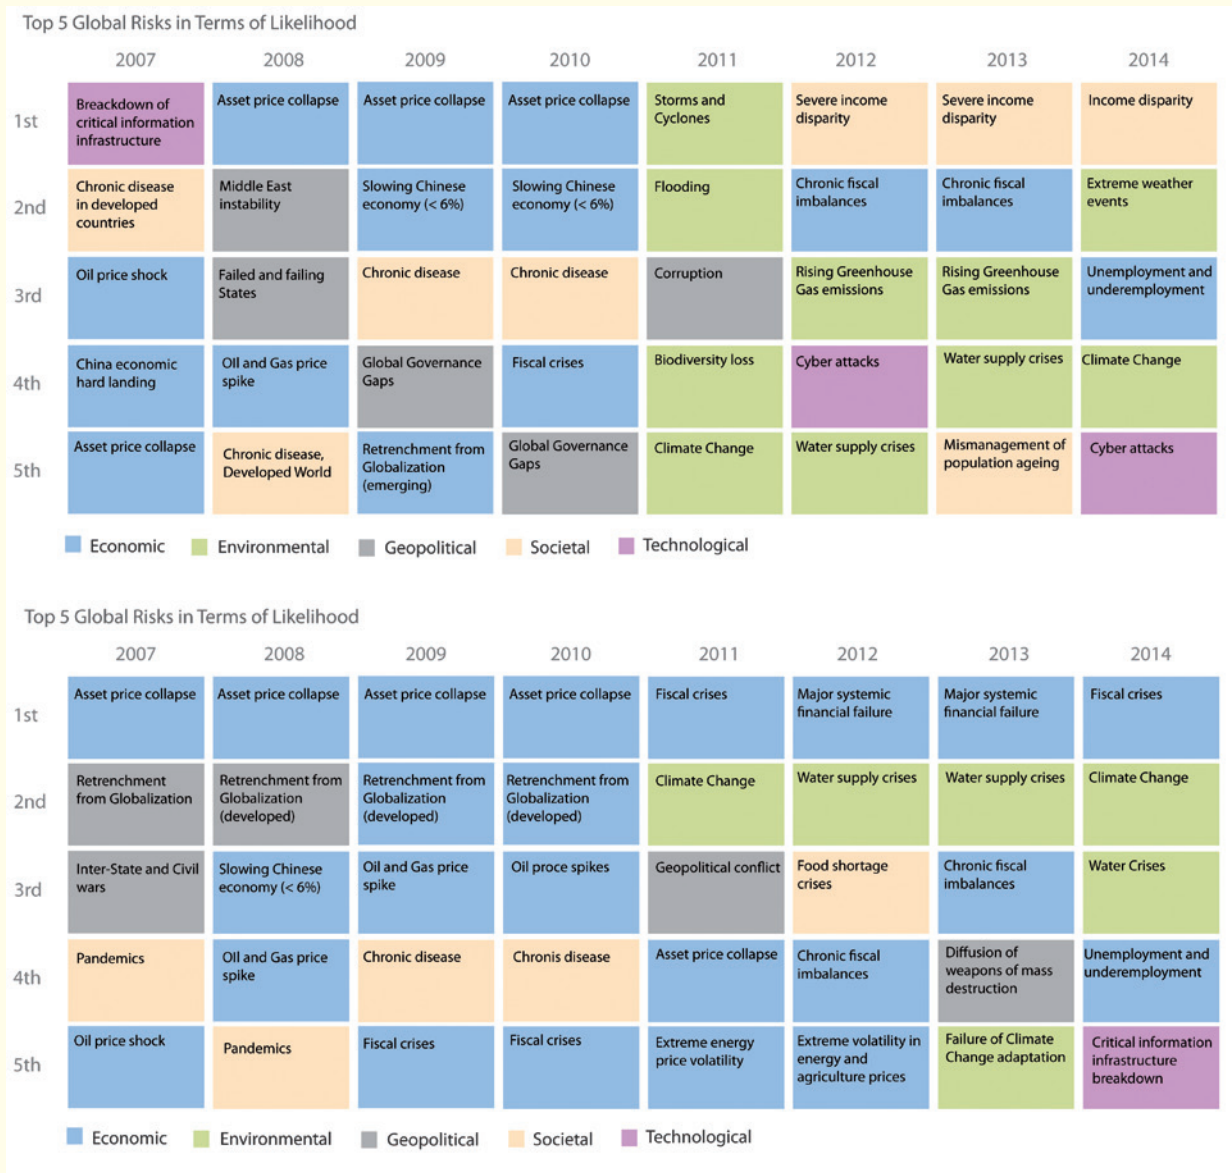 Top 5 Global Risks in Terms of Likelihood
2007 2008 2009 2010 2011 2012 2013 2014
1st
Breackdown of
critical information
infrastructure
Asset price collapse
Asset price collapse
Asset price collapse
Storms and
Cyclones
Severe income
disparity
Severe income
disparity
Income disparity
2nd
Chronic disease
in developed
countries
Middle East
instability
Slowing Chinese
economy (< 6%)
Slowing Chinese
economy (< 6%)
Flooding
Chronic fiscal
imbalances
Chronic fiscal
imbalances
Extreme weather
events
3rd
Oil price shock
Failed and failing
States
Chronic disease
Chronic disease
Corruption
Rising Greenhouse
Gas emissions
Rising Greenhouse
Gas emissions
Unemployment and
underemployment
4th
China economic
hard landing
OIl and Gas price
spike
Global Governance
Gaps
Fiscal crises
Biodiversity loss
Cyber attacks
Water supply crises
Climate Change
5th
Asset price collapse
Chronic disease,
Developed World
Retrenchment from
Globalization
(emerging)
Global Governance
Gaps
Climate Change
Water supply crises
Mismanagement of
population ageing
Cyber attacks
Economic Environmental Geopolitical Societal Technological
Top 5 Global Risks in Terms of Likelihood
2007 2008 2009 2010 2011 2012 2013 2014
1st
Asset price collapse
Asset price collapse
Asset price collapse
Asset price collapse
Fiscal crises
Major systemic
financial failure
Major systemic
financial failure
Fiscal crises
2nd
Retrenchment
from Globalization
Retrenchment from
Globalization
(developed)
Retrenchment from
Globalization
(developed)
Retrenchment from
Globalization
(developed)
Climate Change
Water supply crises
Water supply crises
Climate Change
3rd
Inter-State and Civil
wars
Slowing Chinese
economy (< 6%)
Oil and Gas price
spike
Oil proce spikes
Geopolitical conflict
Food shortage
crises
Chronic fiscal
imbalances
Water Crises
4th
Pandemics
OIl and Gas price
spike
Chronic disease
Chronis disease
Asset price collapse
Chronic fiscal
imbalances
Diffusion of
weapons of mass
destruction
Unemployment and
underemployment
5th
Oil price shock
Pandemics
Fiscal crises
Fiscal crises
Extreme energy
price volatility
Extreme volatility in
energy and
agriculture prices
Failure of Climate
Change adaptation
Critical information
infrastructure
breakdown
Economic Environmental Geopolitical Societal Technological